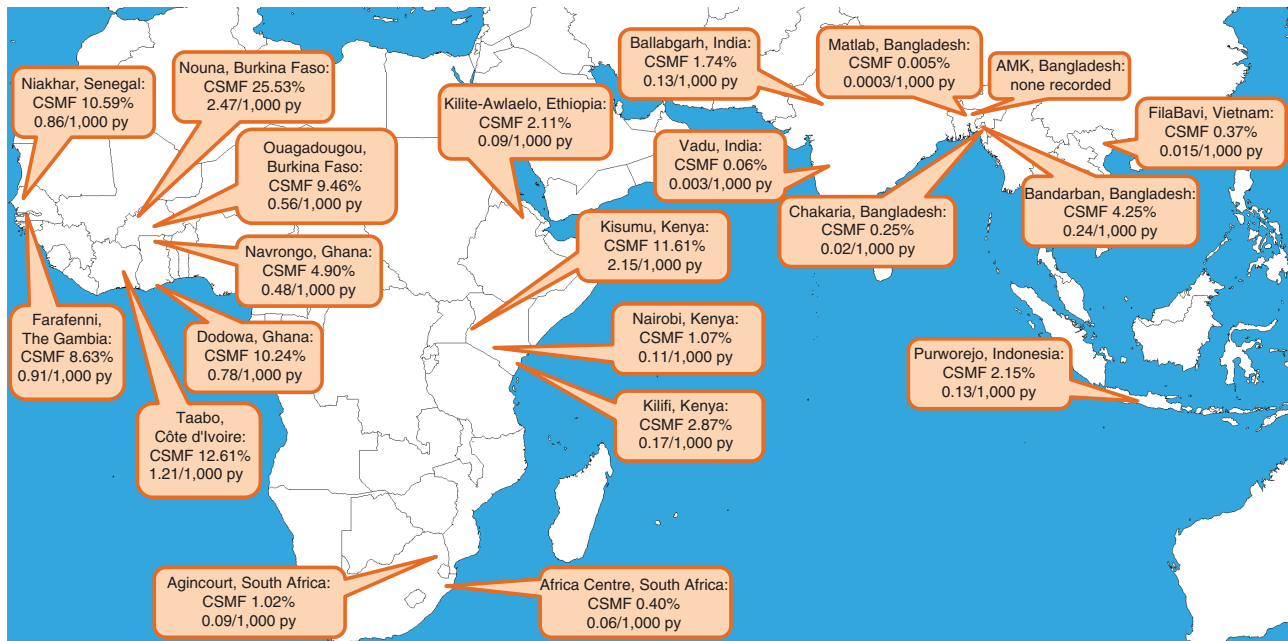 Niakhar, Senegal:
CSMF 10.59%
0.86/1,000 py
Nouna, Burkina Faso:
CSMF 25.53%
2.47/1,000 py
Ouagadougou,
Burkina Faso:
CSMF 9.46%
0.56/1,000 py
Navrongo, Ghana:
CSMF 4.90%
0.48/1,000 py
Farafenni,
The Gambia:
CSMF 8.63%
0.91/1,000 py
Dodowa, Ghana:
CSMF 10.24%
0.78/1,000 py
Taabo,
Côte d'Ivoire:
CSMF 12.61%
1.21/1,000 py
Kilite-Awlaelo, Ethiopia:
CSMF 2.11%
0.09/1,000 py
Kisumu, Kenya:
CSMF 11.61%
2.15/1,000 py
Nairobi, Kenya:
CSMF 1.07%
0.11/1,000 py
Kilifi, Kenya:
CSMF 2.87%
0.17/1,000 py
Agincourt, South Africa:
CSMF 1.02%
0.09/1,000 py
Africa Centre, South Africa:
CSMF 0.40%
0.06/1,000 py
Ballabgarh, India:
CSMF 1.74%
0.13/1,000 py
Vadu, India:
CSMF 0.06%
0.003/1,000 py
Matlab, Bangladesh:
CSMF 0.005%
0.0003/1,000 py
AMK, Bangladesh:
none recorded
Chakaria, Bangladesh:
CSMF 0.25%
0.02/1,000 py
Bandarban, Bangladesh:
CSMF 4.25%
0.24/1,000 py
FilaBavi, Vietnam:
CSMF 0.37%
0.015/1,000 py
Purworejo, Indonesia:
CSMF 2.15%
0.13/1,000 py